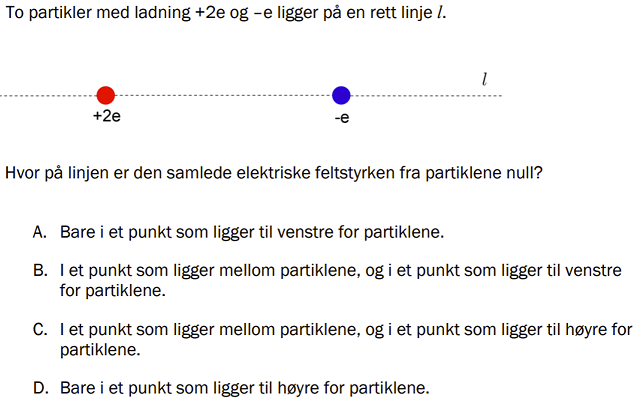 To partikler med ladning +2e og –e ligger på en rett linje l.
l
+2e
-e
Hvor på linjen er den samlede elektriske feltstyrken fra partiklene null?
A. Bare i et punkt som ligger til venstre for partiklene.
B. I et punkt som ligger mellom partiklene, og i et punkt som ligger til venstre
for partiklene.
C. I et punkt som ligger mellom partiklene, og i et punkt som ligger til høyre for
partiklene.
D. Bare i et punkt som ligger til høyre for partiklene.